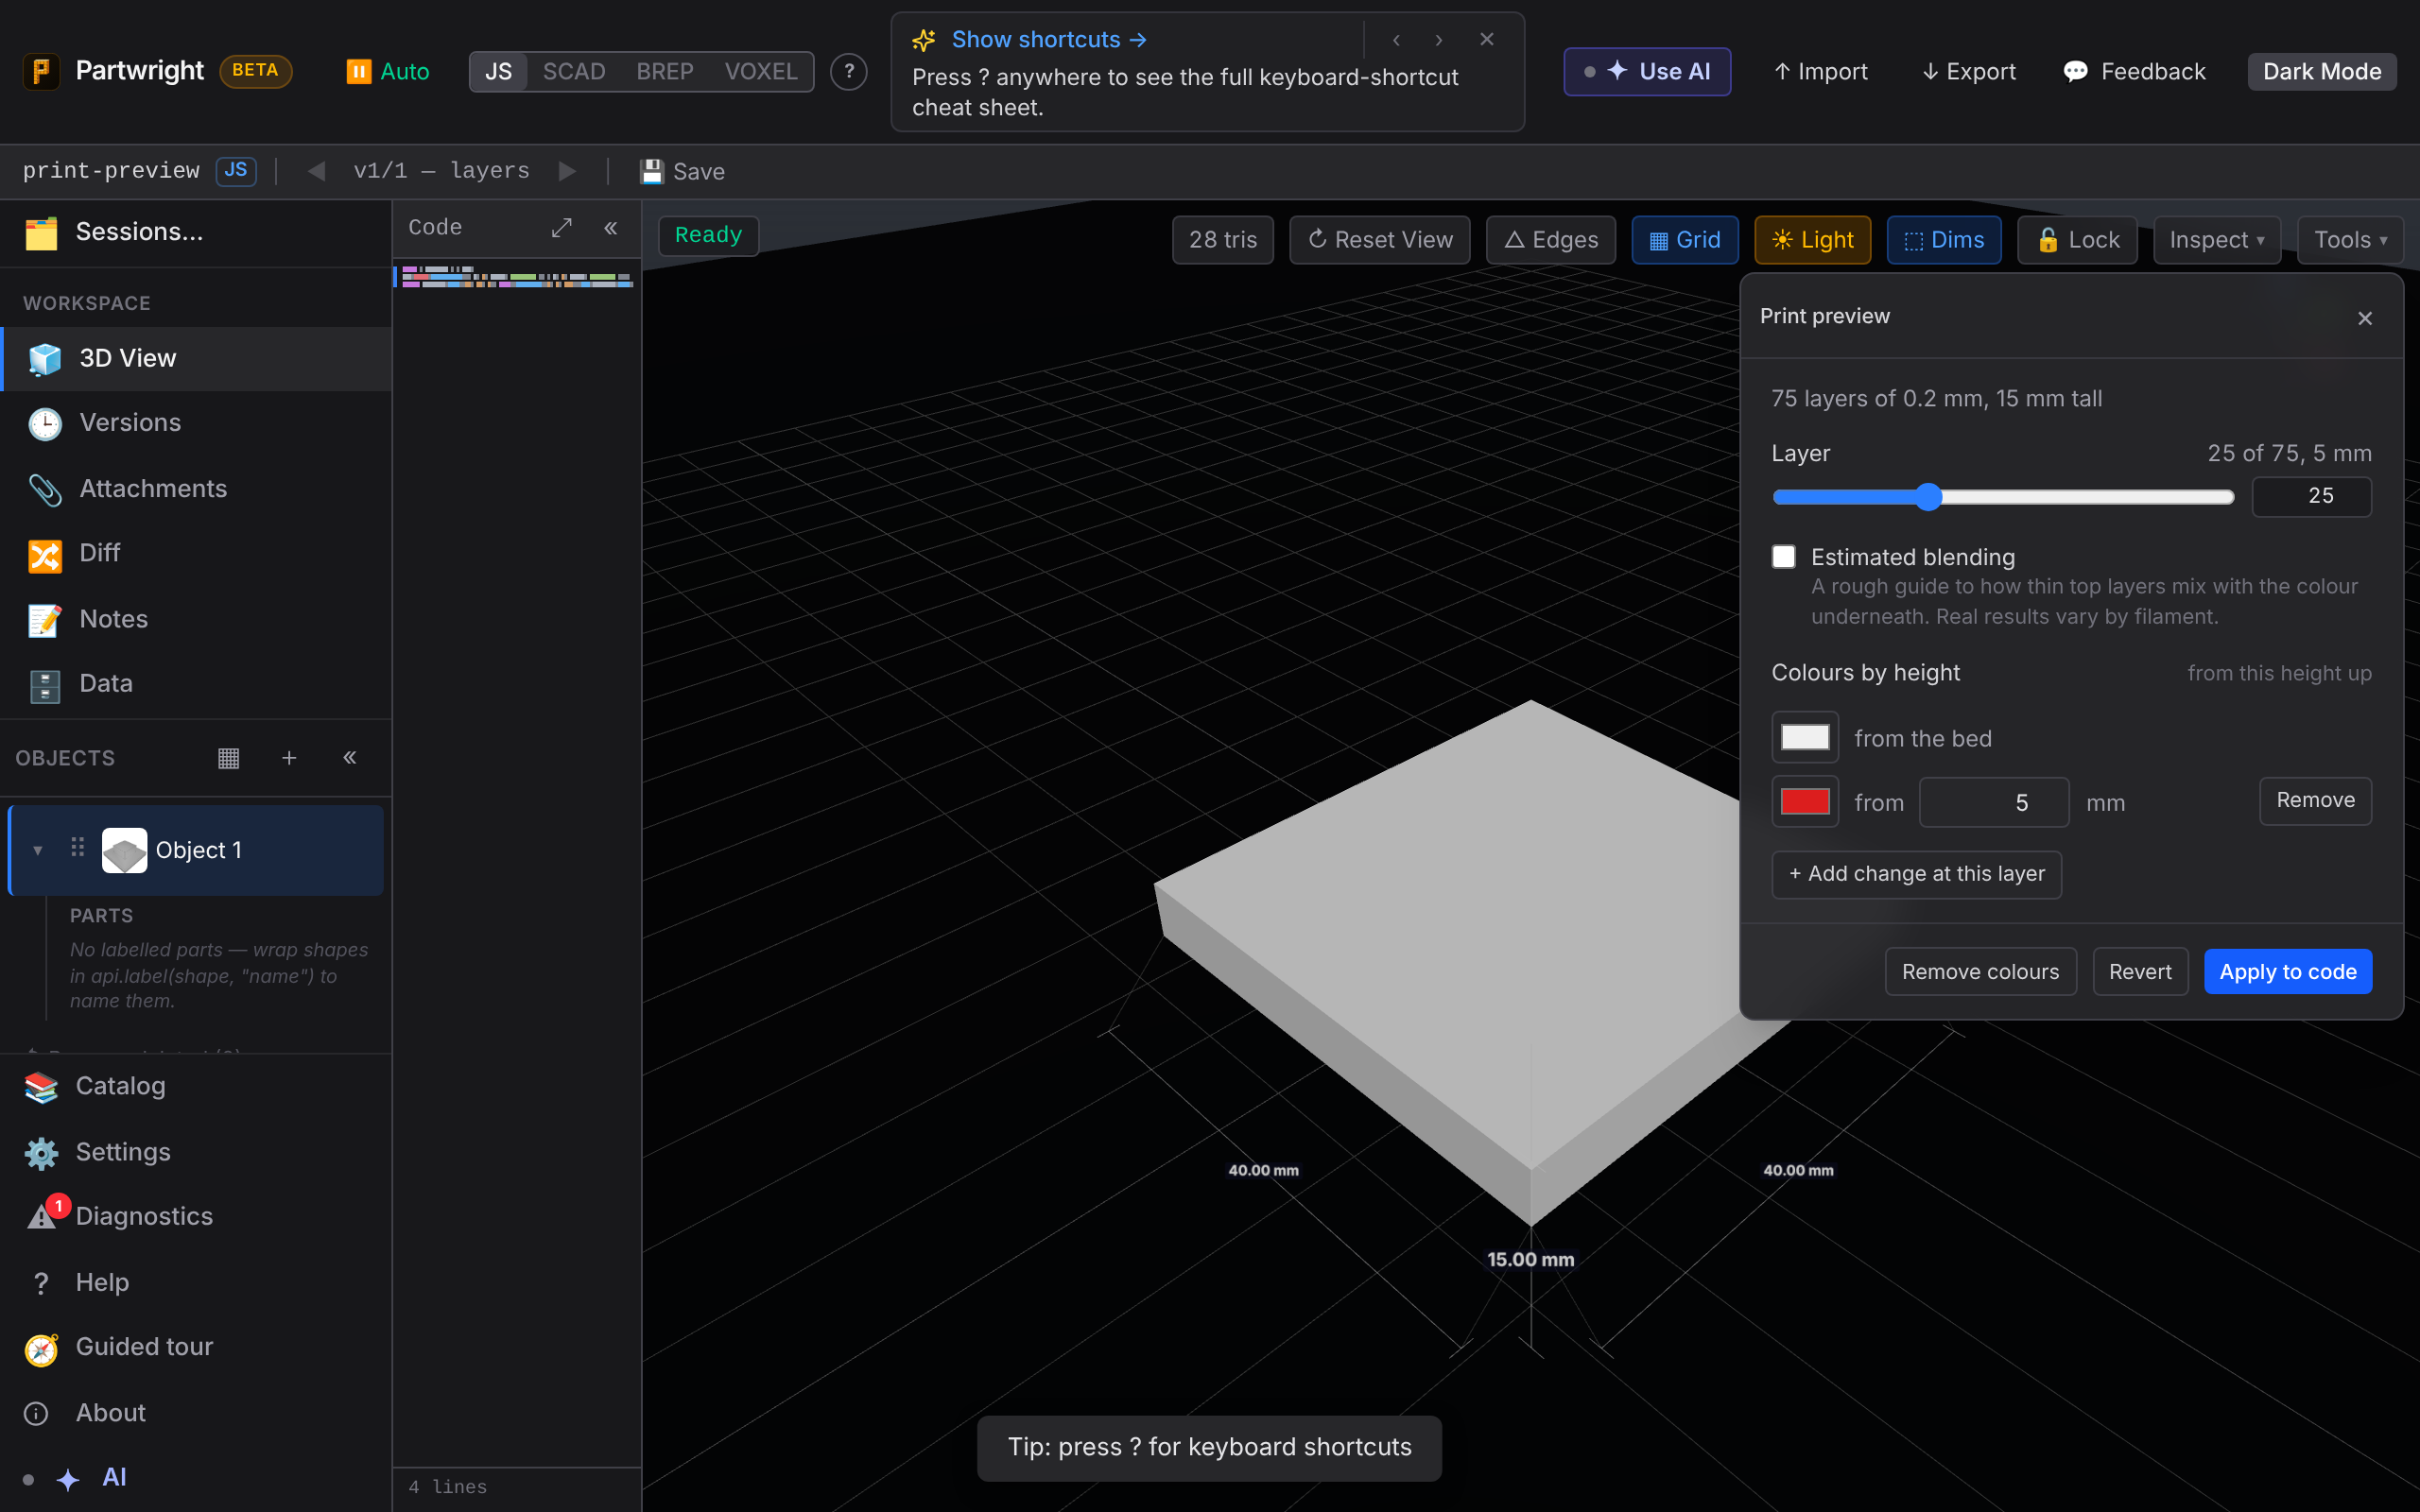 Partwright BETA
Auto
JS SCAD BREP VOXEL ?
Show shortcuts →
Press ? anywhere to see the full keyboard-shortcut
cheat sheet.
Use AI
↑ Import
↓ Export
Feedback
Dark Mode
print-preview JS
v1/1 — layers
Save
Sessions...
WORKSPACE
3D View
Versions
Attachments
Diff
Notes
Data
OBJECTS
Object 1
PARTS
No labelled parts — wrap shapes
in api.label(shape, "name") to
name them.
Catalog
Settings
1
Diagnostics
? Help
Guided tour
About
AI
Code
4 lines
Ready
28 tris
Reset View
Edges
Grid
Light
Dims
Lock
Inspect
Tools
Print preview
75 layers of 0.2 mm, 15 mm tall
Layer 25 of 75, 5 mm
25
Estimated blending
A rough guide to how thin top layers mix with the colour
underneath. Real results vary by filament.
Colours by height from this height up
from the bed
from 5 mm Remove
+ Add change at this layer
Remove colours Revert Apply to code
40.00 mm
40.00 mm
15.00 mm
Tip: press ? for keyboard shortcuts